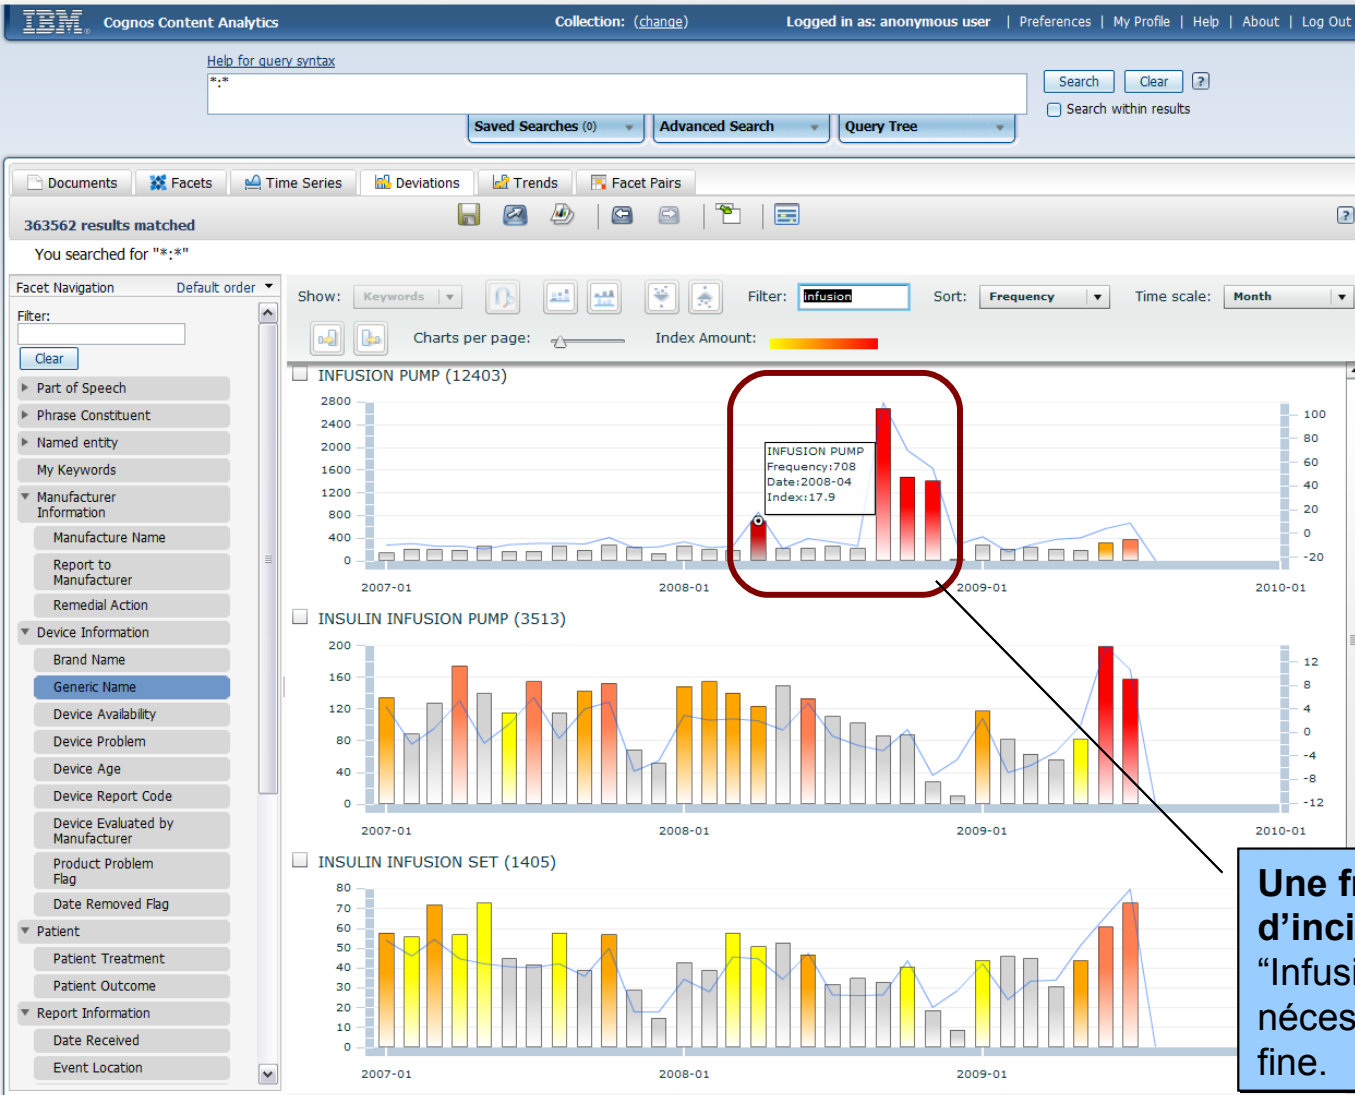 IBM. Cognos Content Analytics Collection: (change) Logged in as: anonymous user | Preferences | My Profile | Help | About | Log Out
Help for query syntax
*:*
Search Clear ?
Search within results
Saved Searches (0) Advanced Search Query Tree
Documents Facets Time Series Deviations Trends Facet Pairs
363562 results matched ?
You searched for "*:*"
Facet Navigation Default order
Filter:
Clear
Part of Speech
Phrase Constituent
Named entity
My Keywords
Manufacturer
Information
Manufacture Name
Report to
Manufacturer
Remedial Action
Device Information
Brand Name
Generic Name
Device Availability
Device Problem
Device Age
Device Report Code
Device Evaluated by
Manufacturer
Product Problem
Flag
Date Removed Flag
Patient
Patient Treatment
Patient Outcome
Report Information
Date Received
Event Location
Show: Keywords Filter: infusion Sort: Frequency Time scale: Month
Charts per page: Index Amount:
INFUSION PUMP (12403)
2800
2400
2000
1600
1200
800
400
0
100
80
60
40
20
0
-20
INFUSION PUMP
Frequency:708
Date:2008-04
Index:17.9
2007-01 2008-01 2009-01 2010-01
INSULIN INFUSION PUMP (3513)
200
160
120
80
40
0
12
8
4
0
-4
-8
-12
2007-01 2008-01 2009-01 2010-01
INSULIN INFUSION SET (1405)
80
70
60
50
40
30
20
10
0
2007-01 2008-01 2009-01
Une fr
d’inci
“Infusi
néces
fine.